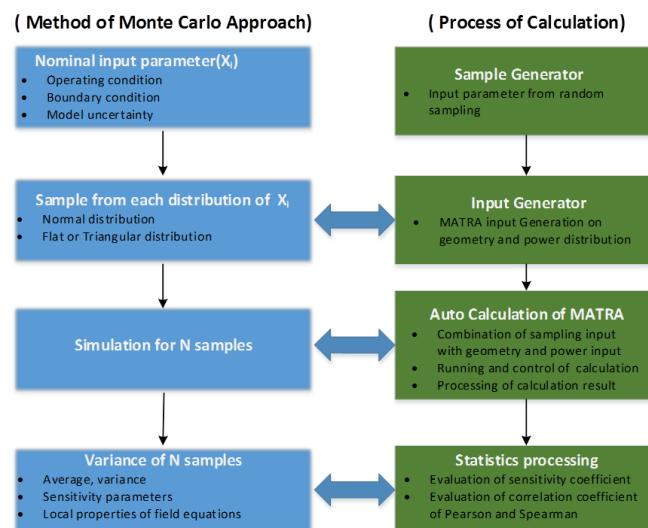 ( Method of Monte Carlo Approach)
Nominal input parameter(Xi)
• Operating condition
• Boundary condition
• Model uncertainty
Sample from each distribution of Xi
• Normal distribution
• Flat or Triangular distribution
Simulation for N samples
Variance of N samples
• Average, variance
• Sensitivity parameters
• Local properties of field equations
( Process of Calculation)
Sample Generator
• Input parameter from random
sampling
Input Generator
• MATRA input Generation on
geometry and power distribution
Auto Calculation of MATRA
• Combination of sampling input
with geometry and power input
• Running and control of calculation
• Processing of calculation result
Statistics processing
• Evaluation of sensitivity coefficient
• Evaluation of correlation coefficient
of Pearson and Spearman